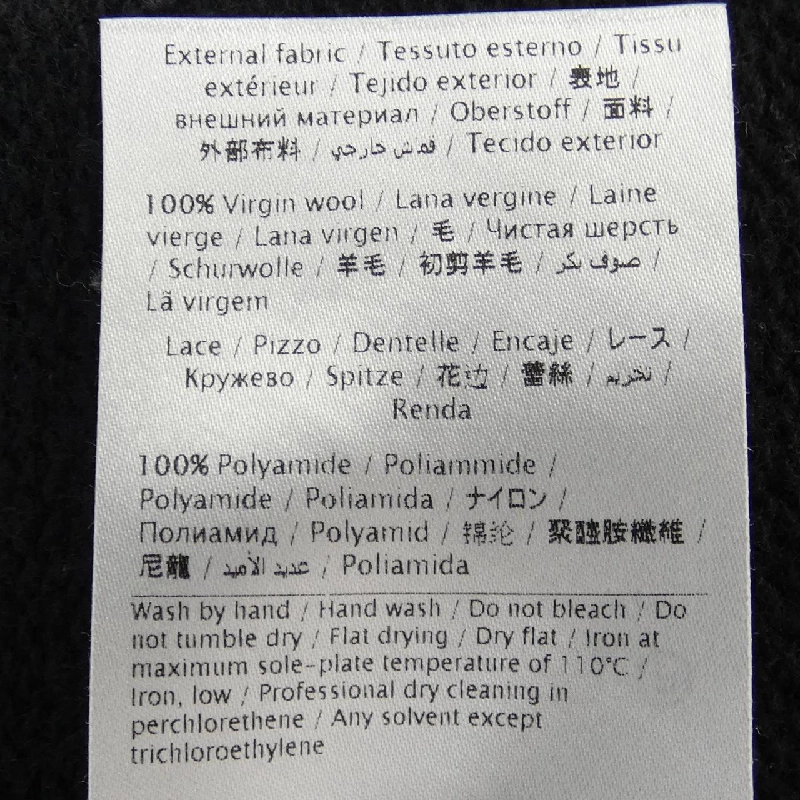 External fabric / Tessuto esterno / Tissu
extérieur / Tejido exterior / 表地 /
внешний материал / Oberstoff / 面料 /
外部布料 / قماش خارجي / Tecido exterior
100% Virgin wool / Lana vergine / Laine
vierge / Lana virgen / 毛 / Чистая шерсть
/ Schurwolle / 羊毛 / 初剪羊毛 / صوف بكر /
Lã virgem
Lace / Pizzo / Dentelle / Encaje / レース /
Кружево / Spitze / 花边 / 蕾絲 / تخريم /
Renda
100% Polyamide / Poliammide /
Polyamide / Poliamida / ナイロン /
Полиамид / Polyamid / 锦纶 / 聚醯胺纖維 /
尼龍 / عديد الأميد / Poliamida
Wash by hand / Hand wash / Do not bleach / Do
not tumble dry / Flat drying / Dry flat / Iron at
maximum sole-plate temperature of 110°C /
Iron, low / Professional dry cleaning in
perchlorethene / Any solvent except
trichloroethylene